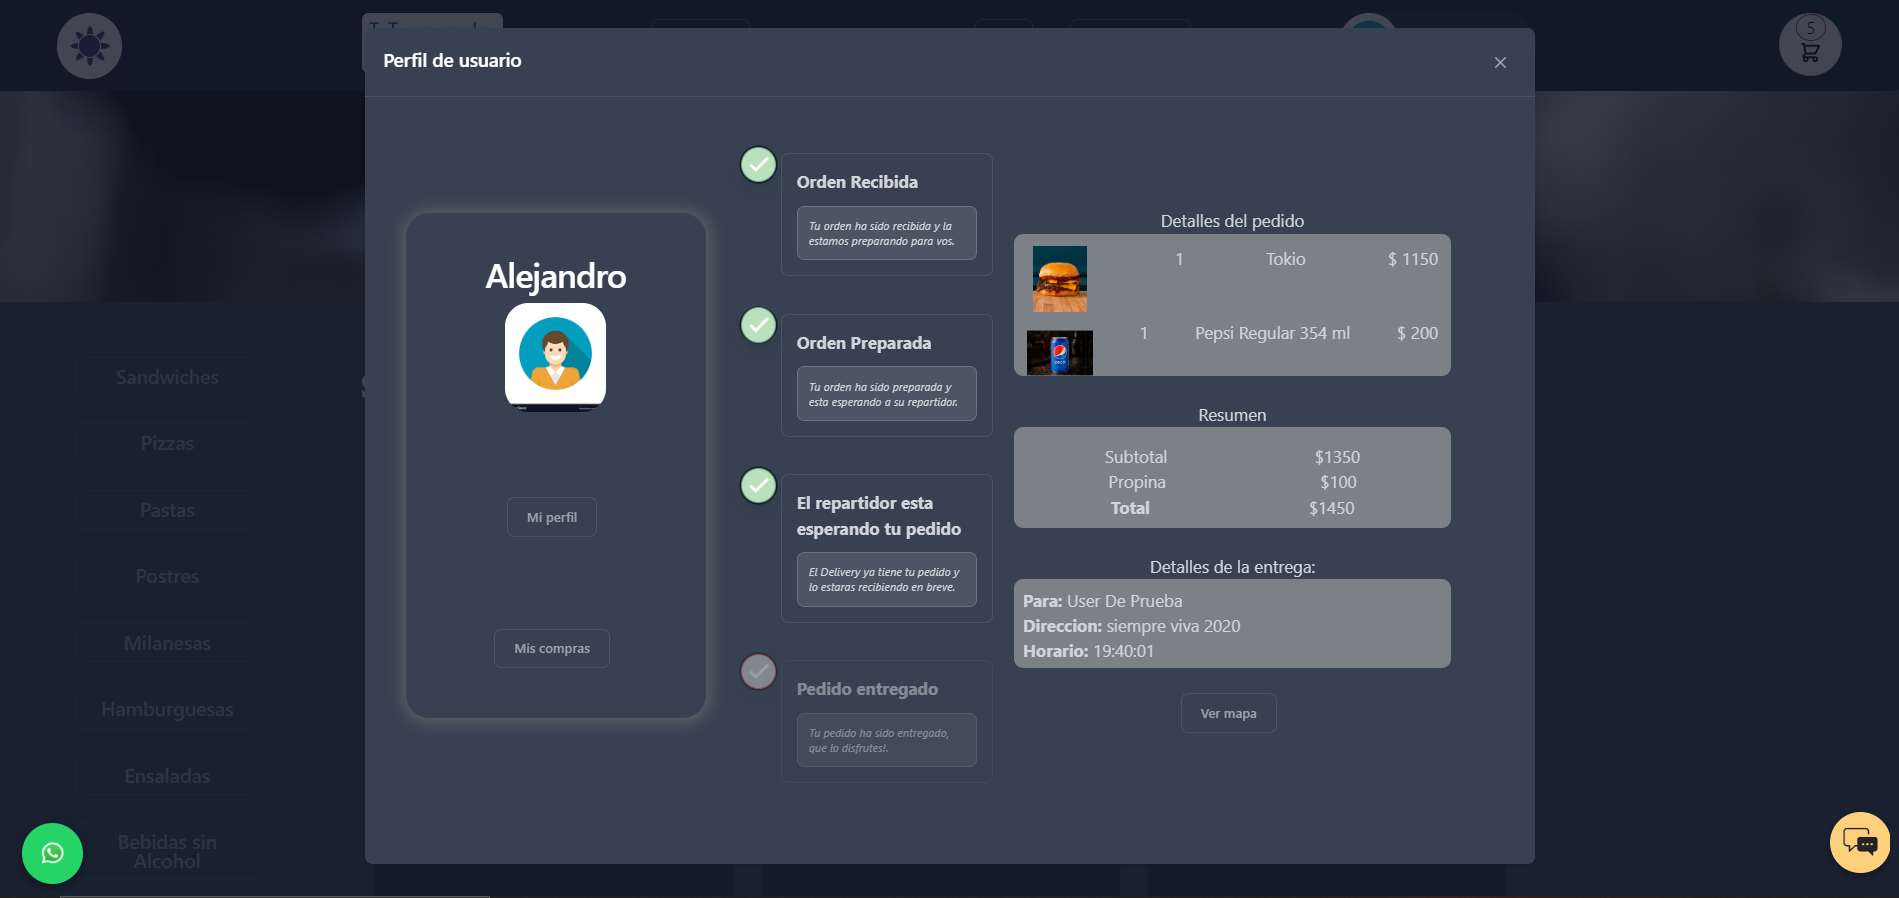 5
Perfil de usuario
×
Alejandro
Mi perfil
Mis compras
Orden Recibida
Tu orden ha sido recibida y la
estamos preparando para vos.
Orden Preparada
Tu orden ha sido preparada y
esta esperando a su repartidor.
El repartidor esta
esperando tu pedido
El Delivery ya tiene tu pedido y
lo estaras recibiendo en breve.
Pedido entregado
Tu pedido ha sido entregado,
que lo disfrutes!.
Detalles del pedido
1 Tokio $ 1150
1 Pepsi Regular 354 ml $ 200
Resumen
Subtotal $1350
Propina $100
Total $1450
Detalles de la entrega:
Para: User De Prueba
Direccion: siempre viva 2020
Horario: 19:40:01
Ver mapa
Sandwiches
Pizzas
Pastas
Postres
Milanesas
Hamburguesas
Ensaladas
Bebidas sin
Alcohol